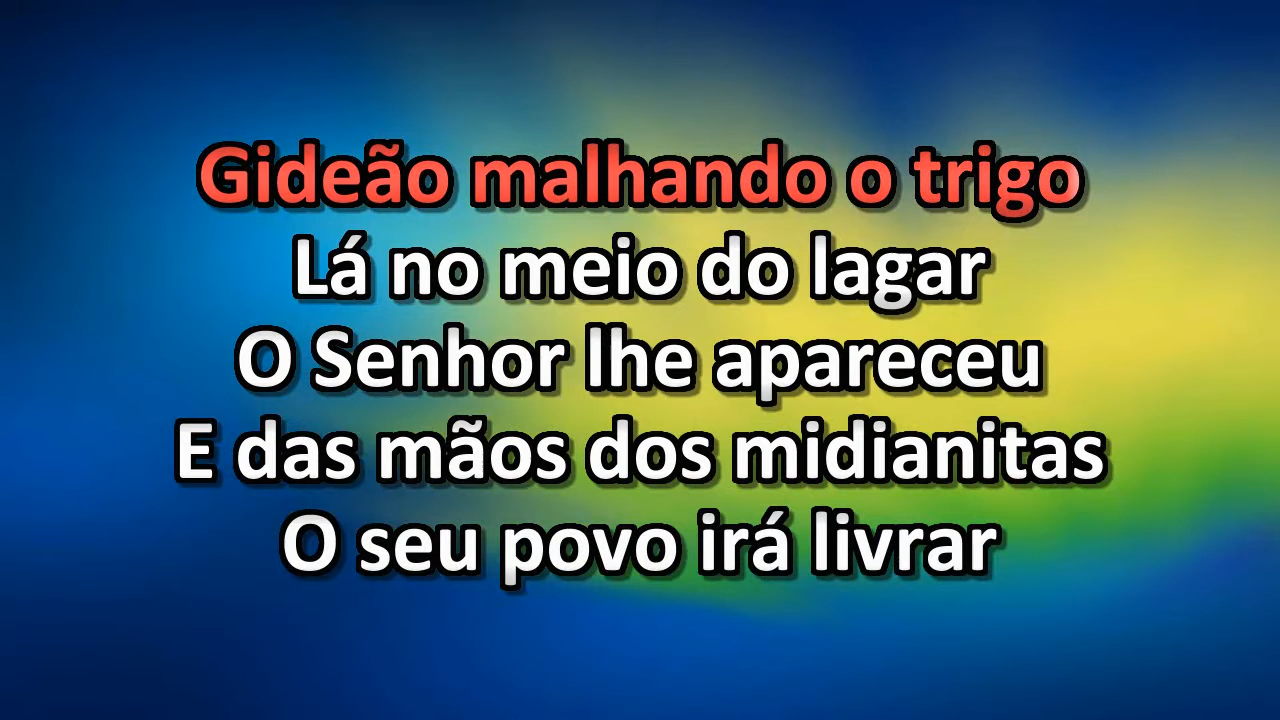 Gideão malhando o trigo
Lá no meio do lagar
O Senhor lhe apareceu
E das mãos dos midianitas
O seu povo irá livrar